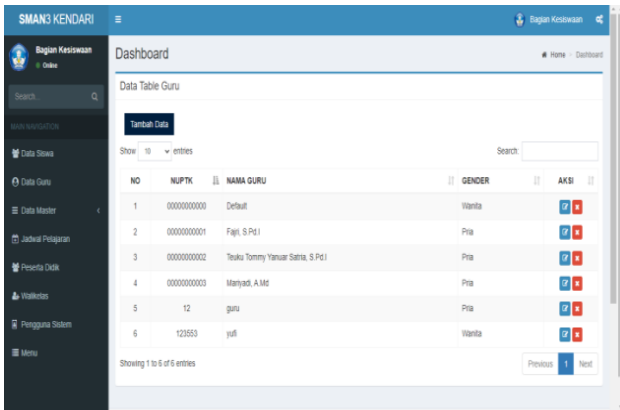 SMAN3 KENDARI
Bagian Kesiswaan
Bagian Kesiswaan
Online
Dashboard
Home
Dashboard
Search...
MAIN NAVIGATION
Data Siswa
Data Guru
Data Master
Jadwal Pelajaran
Peserta Didik
Walikelas
Pengguna Sistem
Menu
Data Table Guru
Tambah Data
Show 10 entries
Search:
NO NUPTK NAMA GURU GENDER AKSI
1 00000000000 Default Wanita
2 00000000001 Fajri, S.Pd.I Pria
3 00000000002 Teuku Tommy Yanuar Satria, S.Pd.I Pria
4 00000000003 Mariyadi, A.Md Pria
5 12 guru Pria
6 123553 yufi Wanita
Showing 1 to 6 of 6 entries
Previous 1 Next